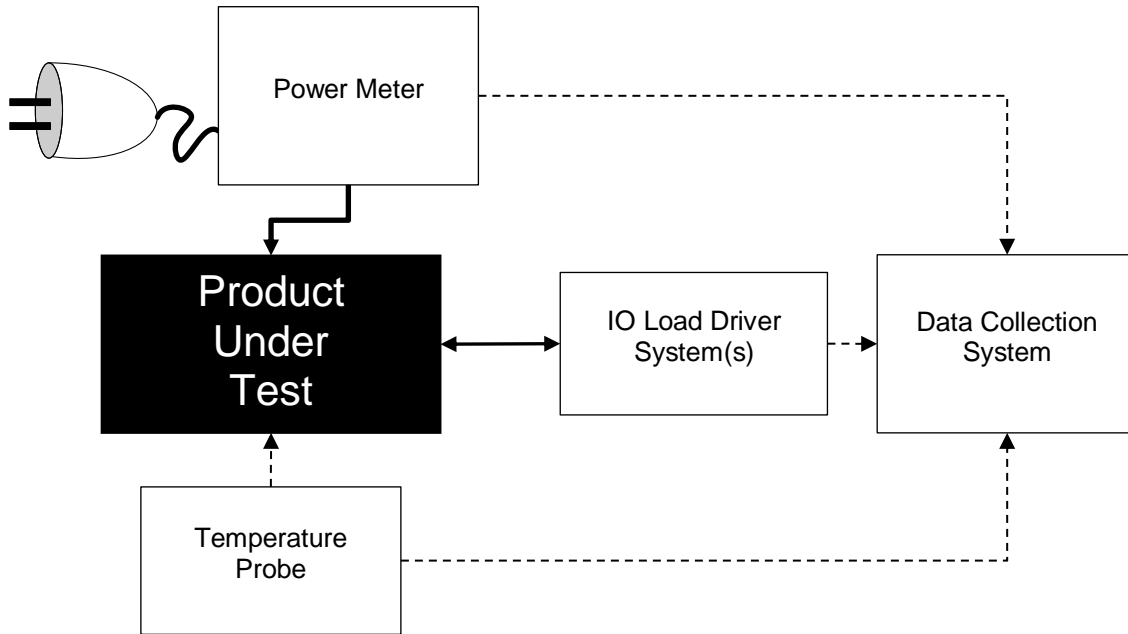 Power Meter
Product
Under
Test
IO Load Driver
System(s)
Data Collection
System
Temperature
Probe